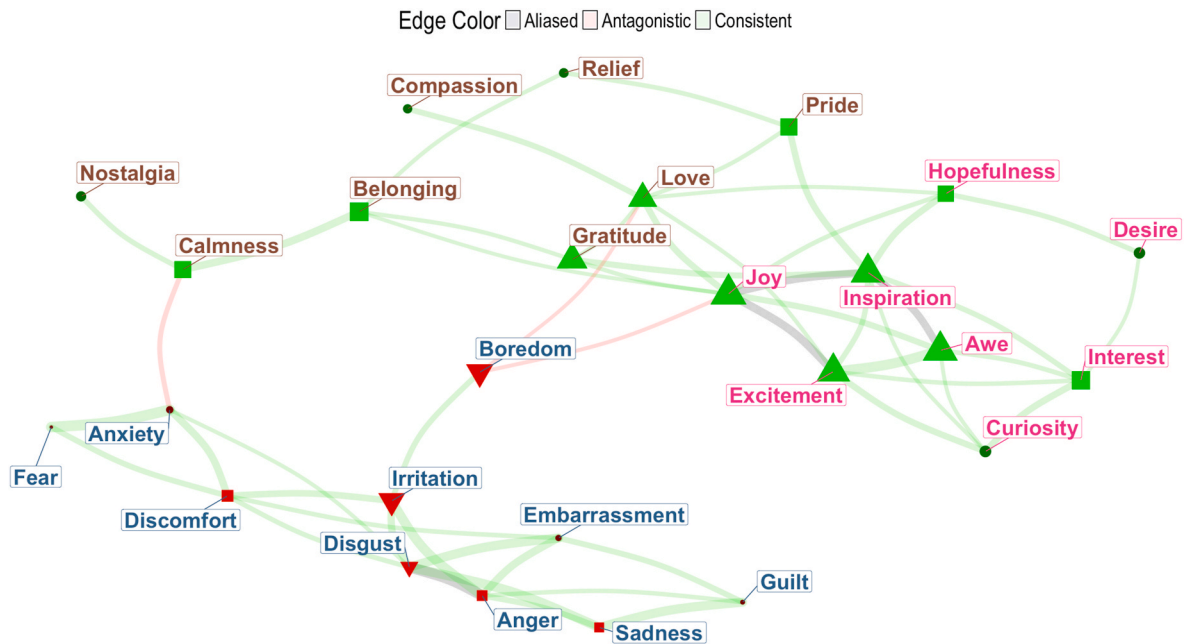 Edge Color Aliased Antagonistic Consistent
Relief
Compassion
Pride
Nostalgia
Love
Hopefulness
Belonging
Desire
Gratitude
Calmness
Joy
Inspiration
Awe
Boredom
Interest
Excitement
Curiosity
Anxiety
Fear
Irritation
Discomfort
Embarrassment
Disgust
Guilt
Anger
Sadness